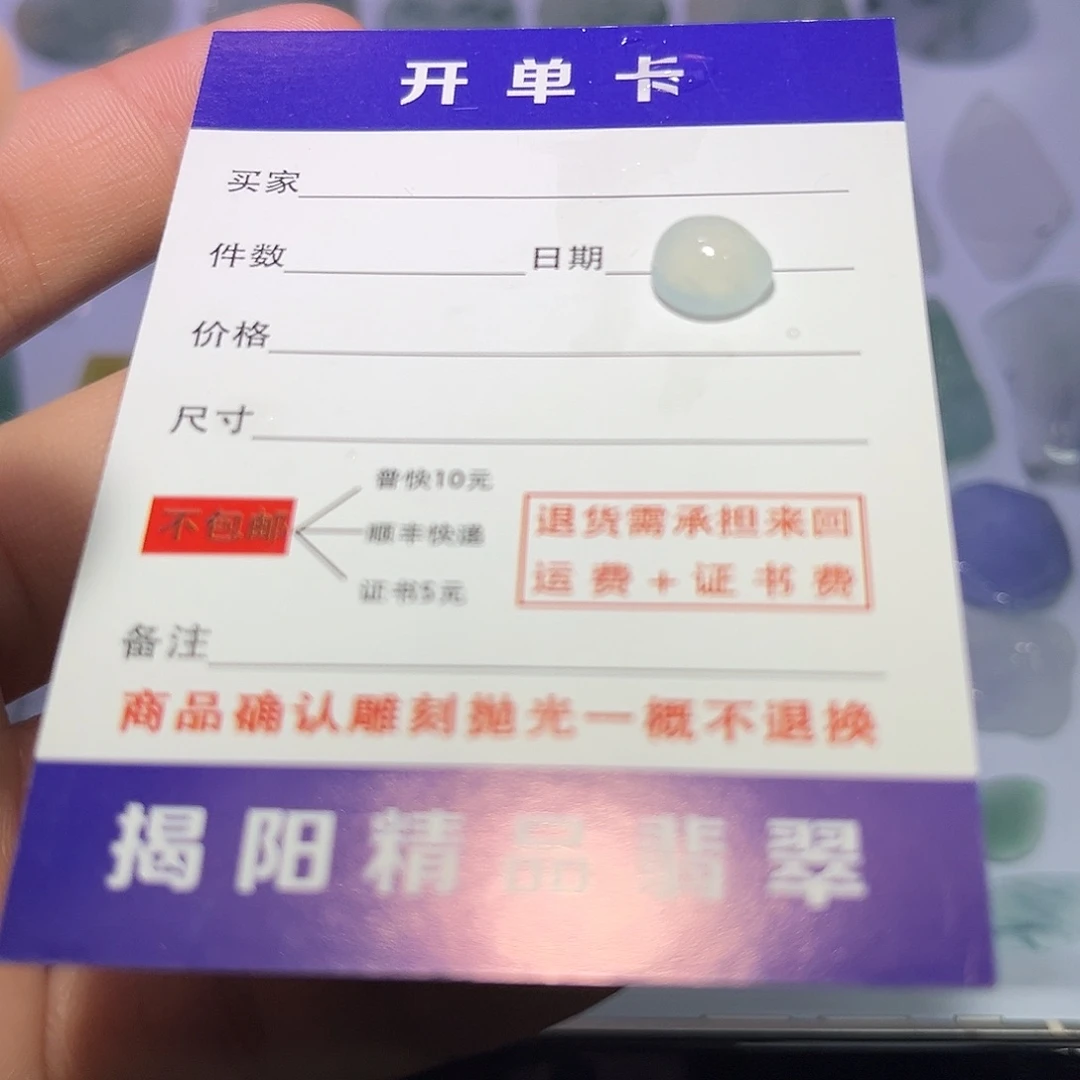 开单卡
买家
件数 日期
价格
尺寸
普快10元
不包邮 顺丰快递
证书5元
退货需承担来回
运费+证书费
备注
商品确认雕刻抛光一概不退换
揭阳精品翡翠